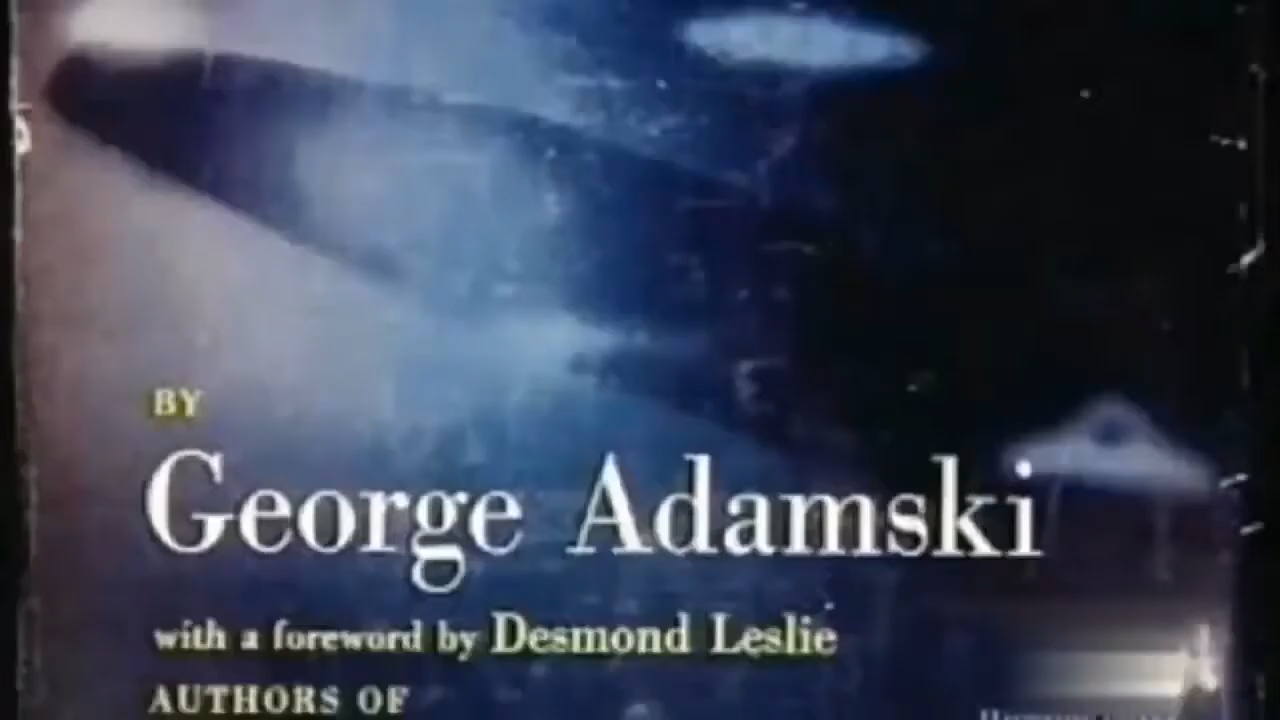 BY
George Adamski
with a foreword by Desmond Leslie
AUTHORS OF